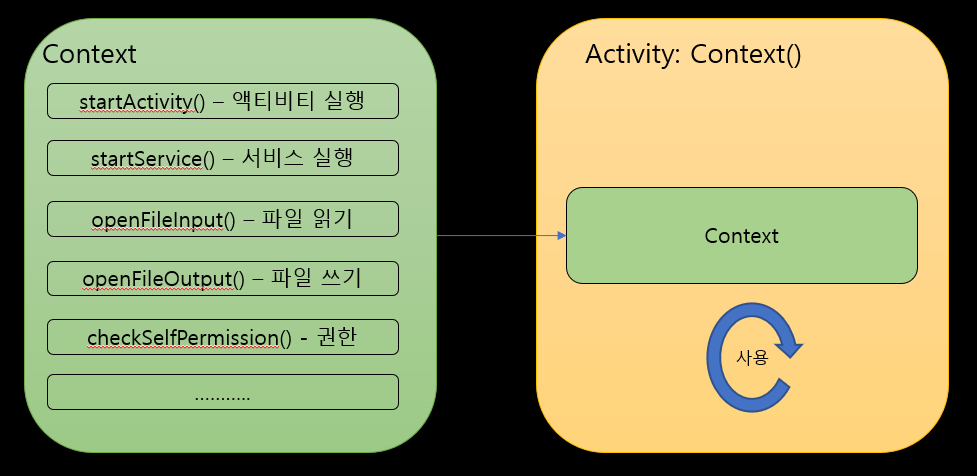 Context
startActivity() – 액티비티 실행
startService() – 서비스 실행
openFileInput() – 파일 읽기
openFileOutput() – 파일 쓰기
checkSelfPermission() - 권한
...........
Activity: Context()
Context
사용